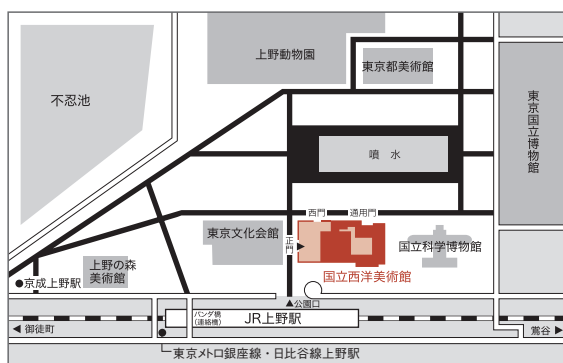 上野動物園
東京都美術館
不忍池
東京国立博物館
噴水
西門
通用門
東京文化会館
正門
国立科学博物館
国立西洋美術館
上野の森
美術館
京成上野駅
公園口
パンダ橋
(連絡橋)
JR上野駅
御徒町
鶯谷
東京メトロ銀座線・日比谷線上野駅